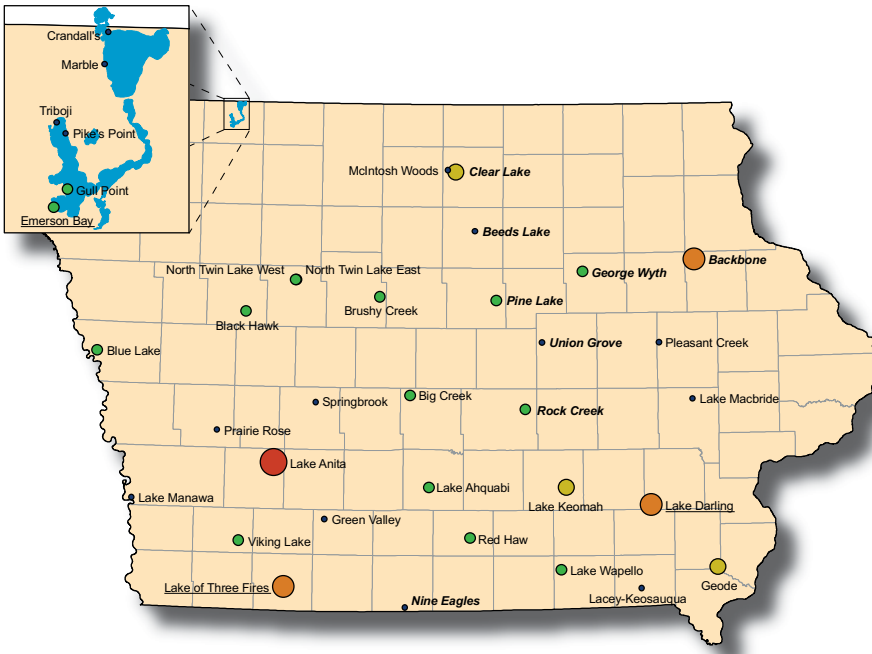 Crandall's
Marble
Triboji
Pike's Point
Gull Point
Emerson Bay
McIntosh Woods
Clear Lake
Beeds Lake
Backbone
North Twin Lake West
North Twin Lake East
George Wyth
Brushy Creek
Pine Lake
Black Hawk
Union Grove
Pleasant Creek
Blue Lake
Big Creek
Lake Macbride
Springbrook
Rock Creek
Prairie Rose
Lake Anita
Lake Ahquabi
Lake Manawa
Lake Keomah
Lake Darling
Green Valley
Viking Lake
Red Haw
Lake Wapello
Lake of Three Fires
Geode
Lacey-Keosauqua
Nine Eagles